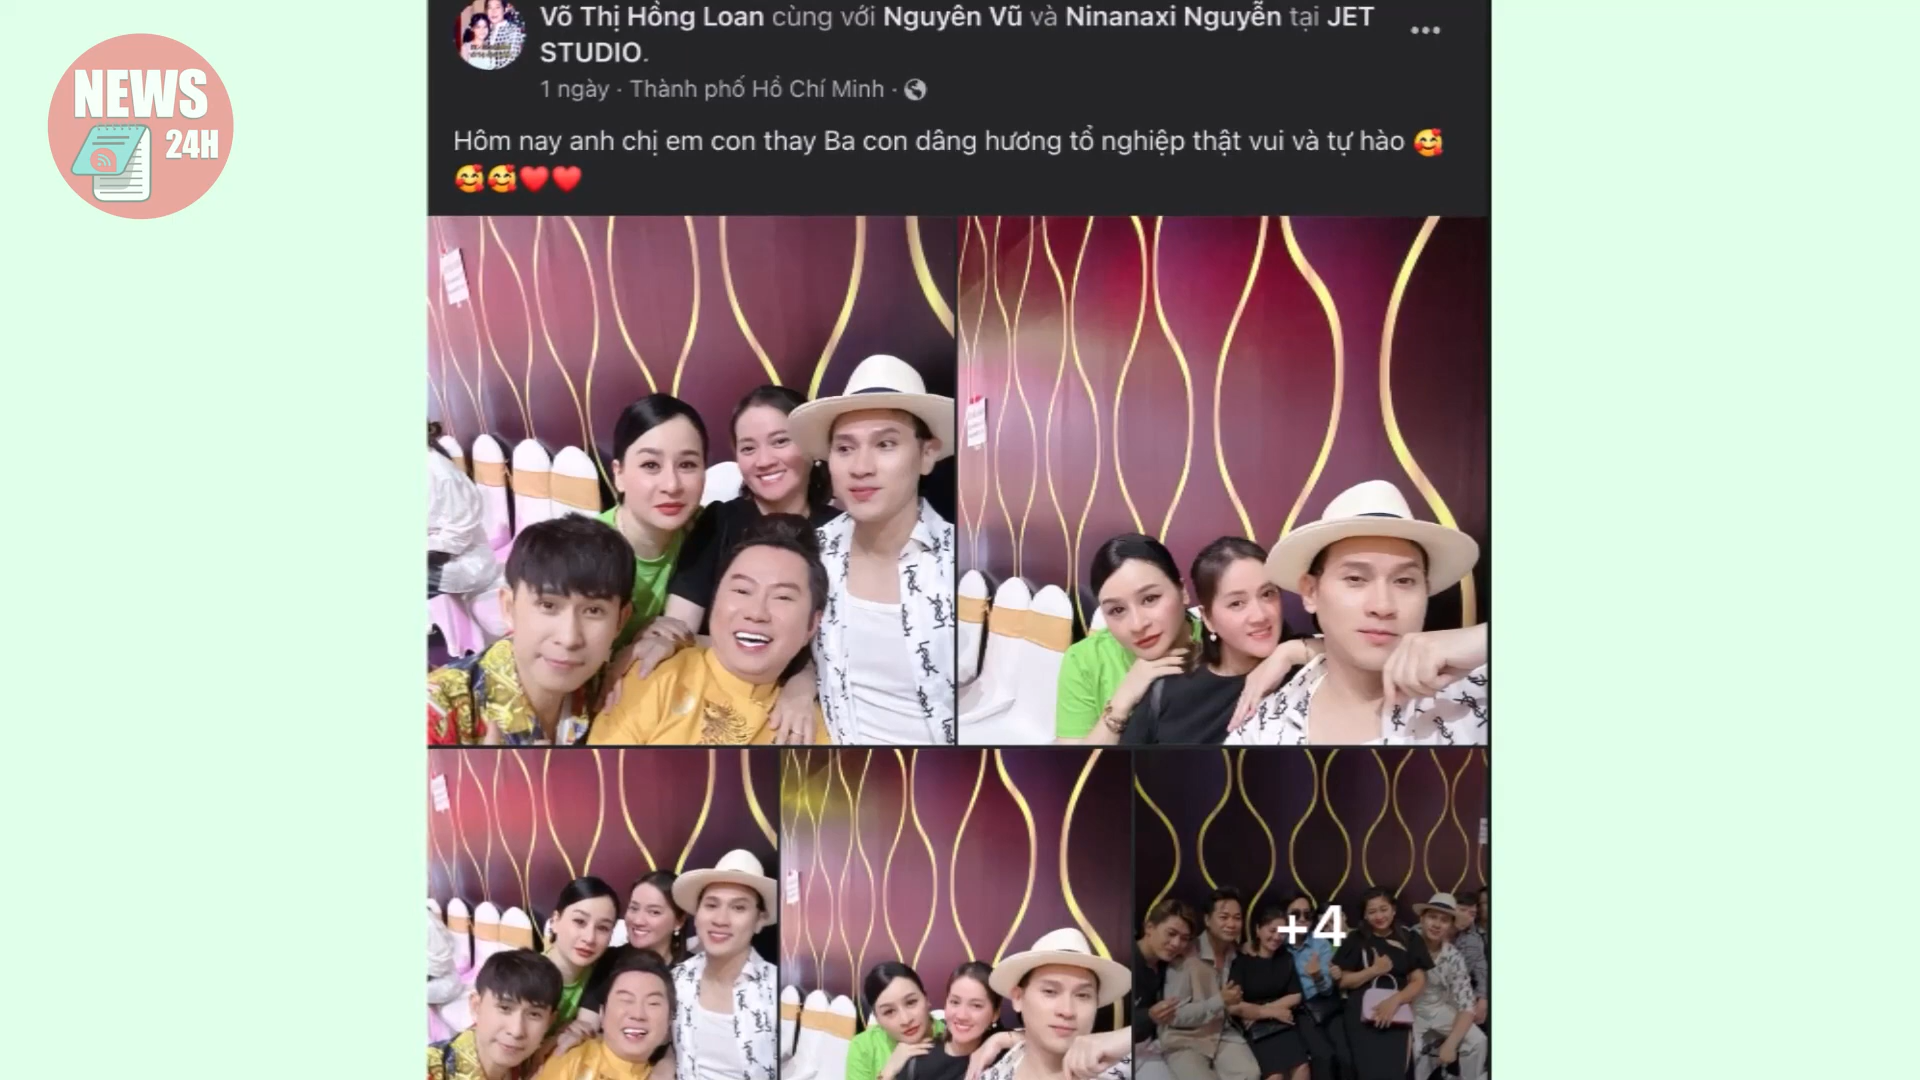 NEWS
24H
Võ Thị Hồng Loan cùng với Nguyên Vũ và Ninanaxi Nguyễn tại JET
STUDIO.
1 ngày · Thành phố Hồ Chí Minh ·
Hôm nay anh chị em con thay Ba con dâng hương tổ nghiệp thật vui và tự hào 🥰
🥰🥰❤️❤️
+4